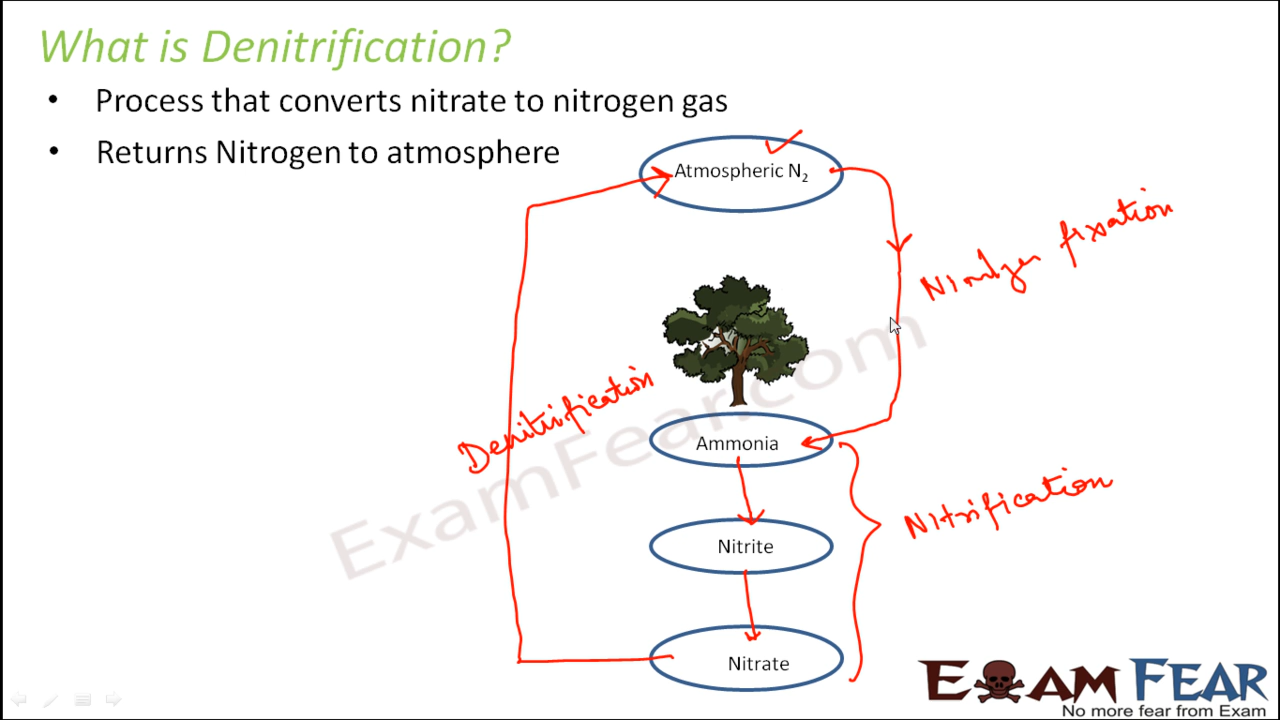 What is Denitrification?
• Process that converts nitrate to nitrogen gas
• Returns Nitrogen to atmosphere
Atmospheric N₂
fixation
Denitrification
Ammonia
Nitrification
Nitrite
Nitrate
ExamFear.com
EXAM FEAR
No more fear from Exam